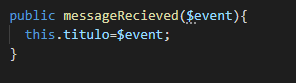 public messageRecieved($event){
this.titulo=$event;
}